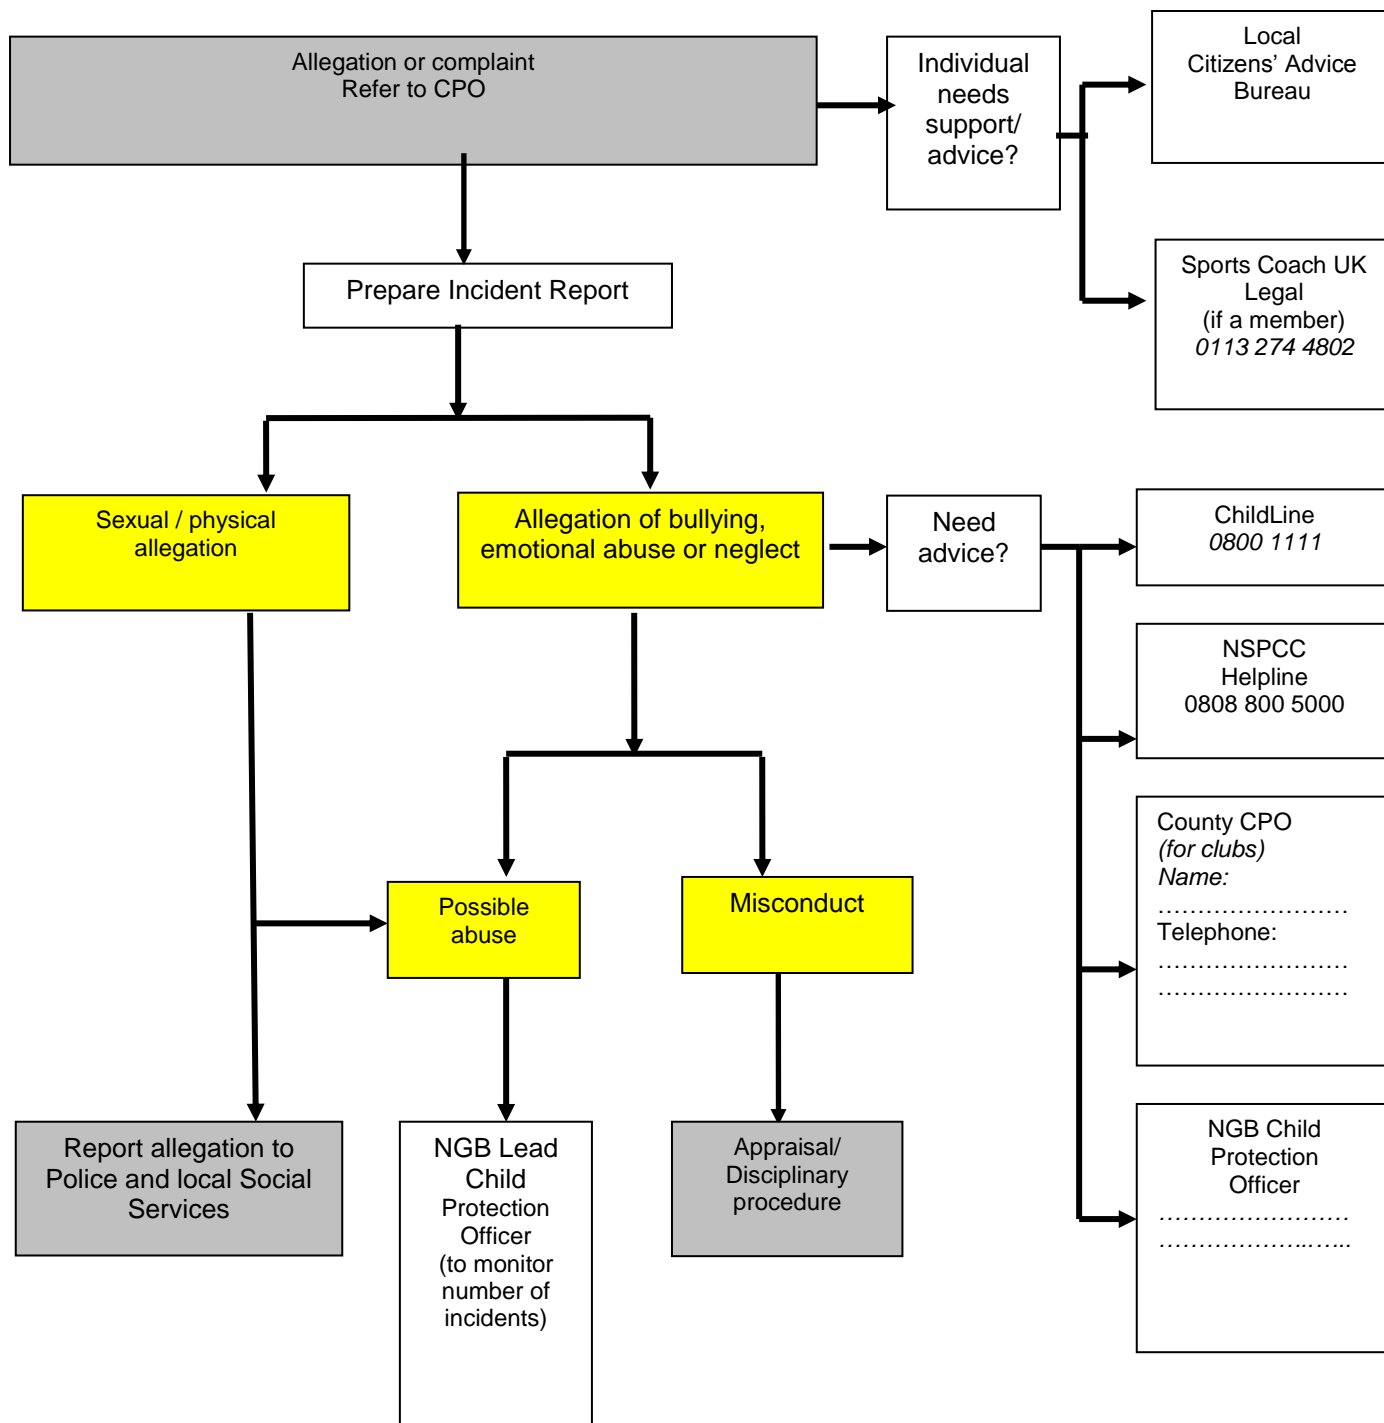 Allegation or complaint
Refer to CPO
Individual
needs
support/
advice?
Local
Citizens’ Advice
Bureau
Sports Coach UK
Legal
(if a member)
0113 274 4802
Prepare Incident Report
Sexual / physical
allegation
Allegation of bullying,
emotional abuse or neglect
Need
advice?
ChildLine
0800 1111
NSPCC
Helpline
0808 800 5000
County CPO
(for clubs)
Name:
……………………
Telephone:
……………………
……………………
Possible
abuse
Misconduct
Report allegation to
Police and local Social
Services
NGB Lead
Child
Protection
Officer
(to monitor
number of
incidents)
Appraisal/
Disciplinary
procedure
NGB Child
Protection
Officer
……………………
………………..…...